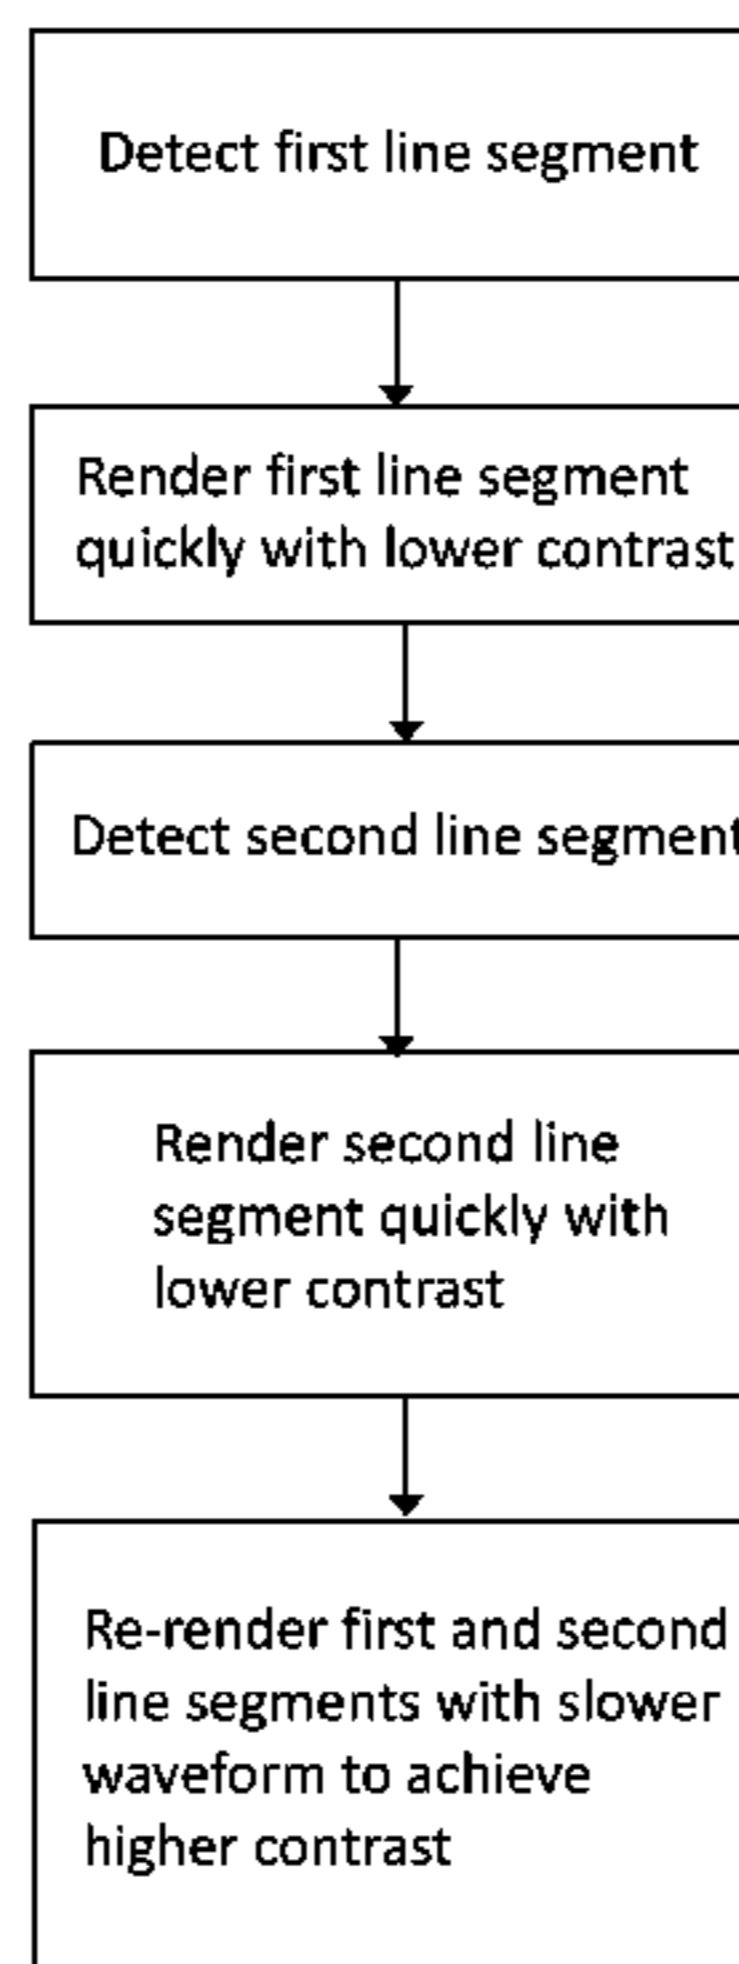 Detect first line segment
Render first line segment
quickly with lower contrast
Detect second line segment
Render second line
segment quickly with
lower contrast
Re-render first and second
line segments with slower
waveform to achieve
higher contrast